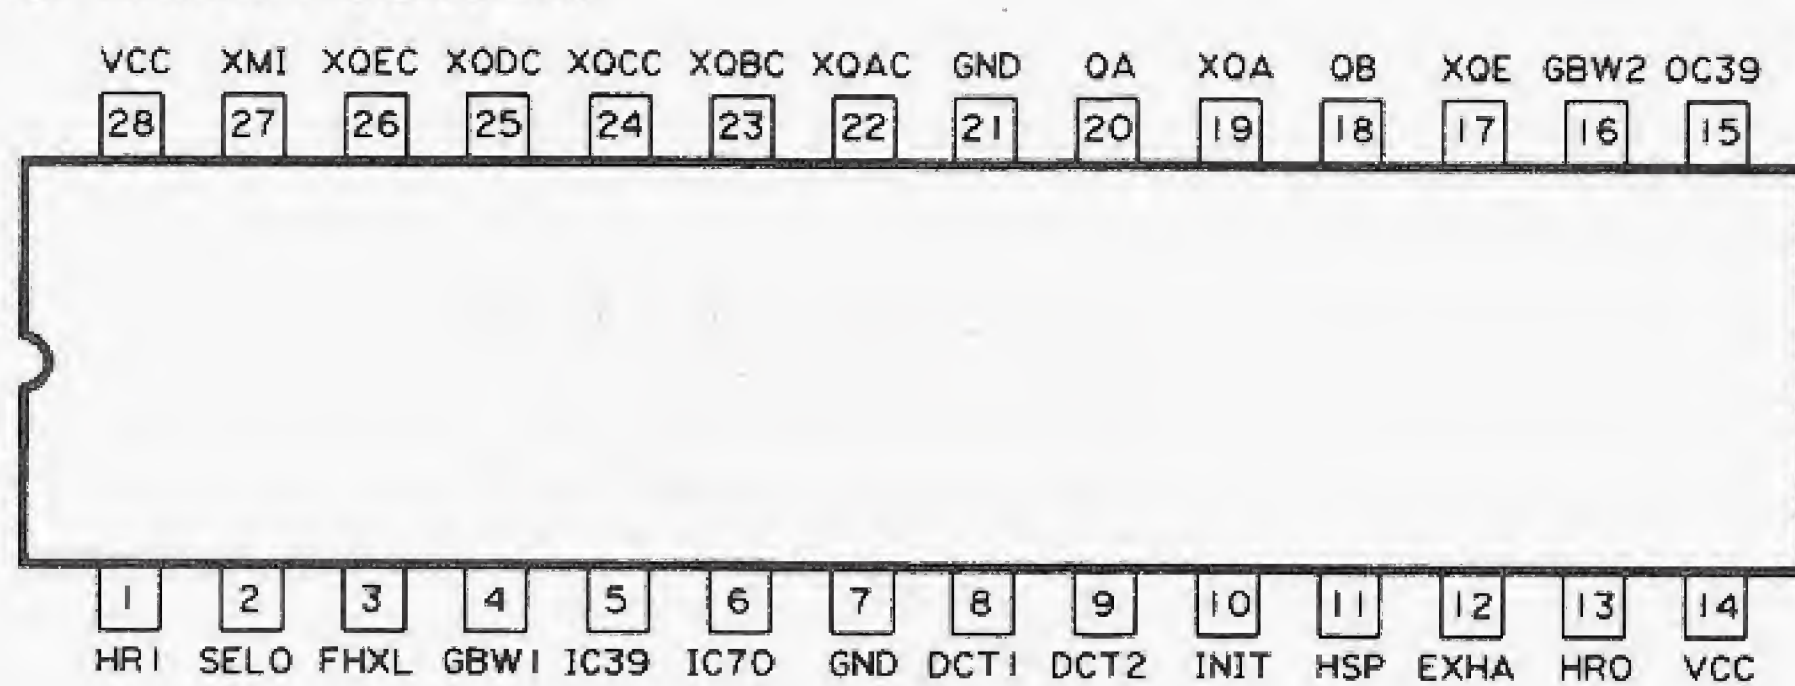 VCC XMI XQEC XQDC XQCC XQBC XQAC GND QA XQA QB XQE GBW2 OC39
28 27 26 25 24 23 22 21 20 19 18 17 16 15
1 2 3 4 5 6 7 8 9 10 11 12 13 14
HRI SELO FHXL GBW1 IC39 IC70 GND DCT1 DCT2 INIT HSP EXHA HRO VCC